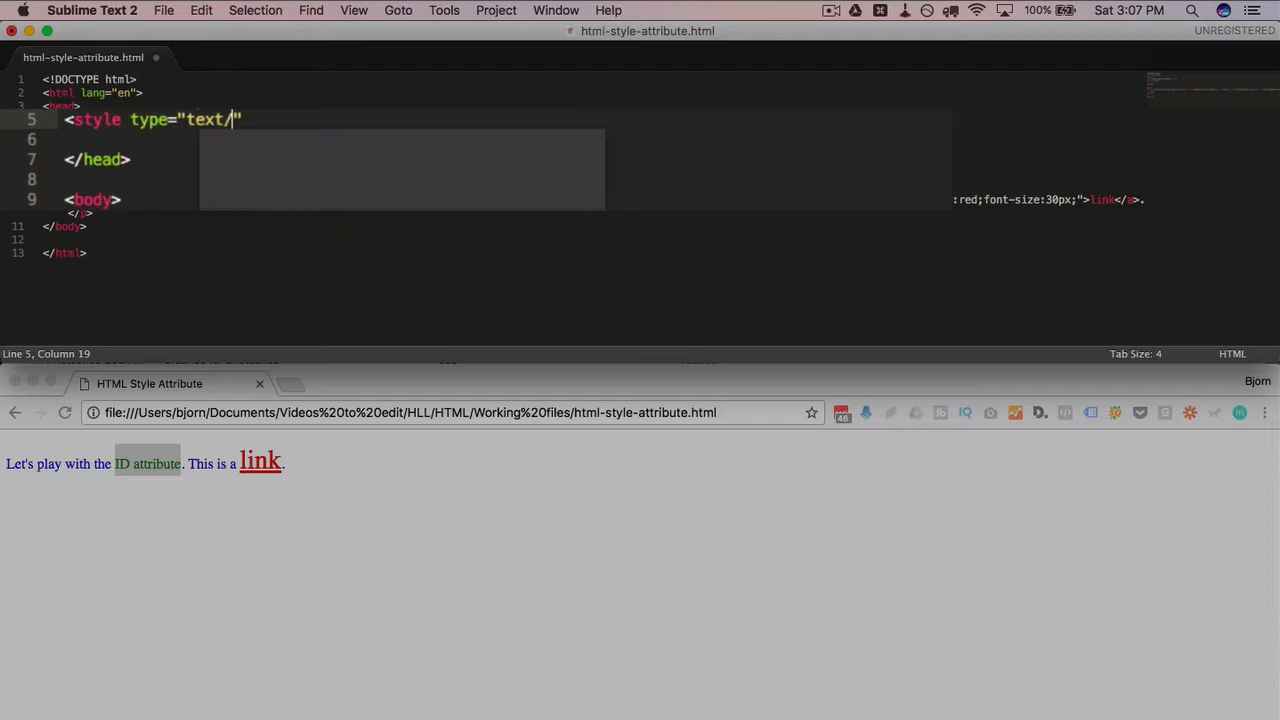 Sublime Text 2 File Edit Selection Find View Goto Tools Project Window Help 100% Sat 3:07 PM
html-style-attribute.html UNREGISTERED
html-style-attribute.html
1 <!DOCTYPE html>
2 <html lang="en">
3 <head>
5 <style type="text/"
6
7 </head>
8
9 <body>
:red;font-size:30px;">link</a>.
</p>
11 </body>
12
13 </html>
Line 5, Column 19 Tab Size: 4 HTML
HTML Style Attribute Bjorn
file:///Users/bjorn/Documents/Videos%20to%20edit/HLL/HTML/Working%20files/html-style-attribute.html 46
Let's play with the ID attribute. This is a link.